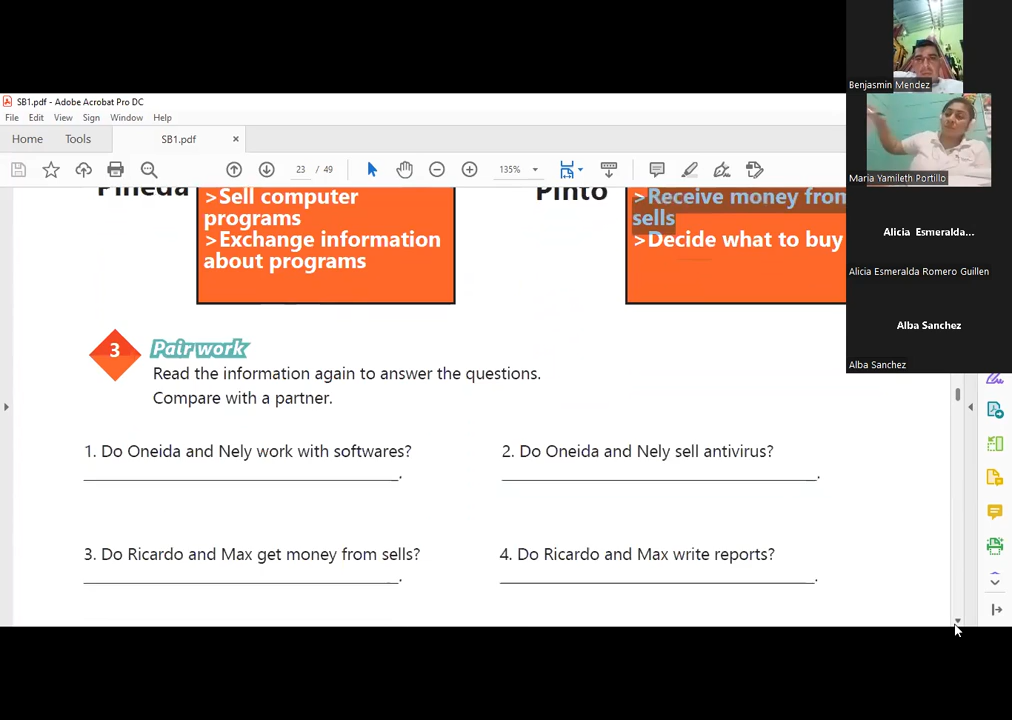 Benjasmin Mendez
SB1.pdf - Adobe Acrobat Pro DC
File Edit View Sign Window Help
Home Tools SB1.pdf ×
23 / 49 135%
Maria Yamileth Portillo
Pineda
>Sell computer
programs
>Exchange information
about programs
Pinto
>Receive money from
sells
>Decide what to buy
Alicia Esmeralda...
Alicia Esmeralda Romero Guillen
Alba Sanchez
Alba Sanchez
3 Pair work
Read the information again to answer the questions.
Compare with a partner.
1. Do Oneida and Nely work with softwares?
2. Do Oneida and Nely sell antivirus?
3. Do Ricardo and Max get money from sells?
4. Do Ricardo and Max write reports?